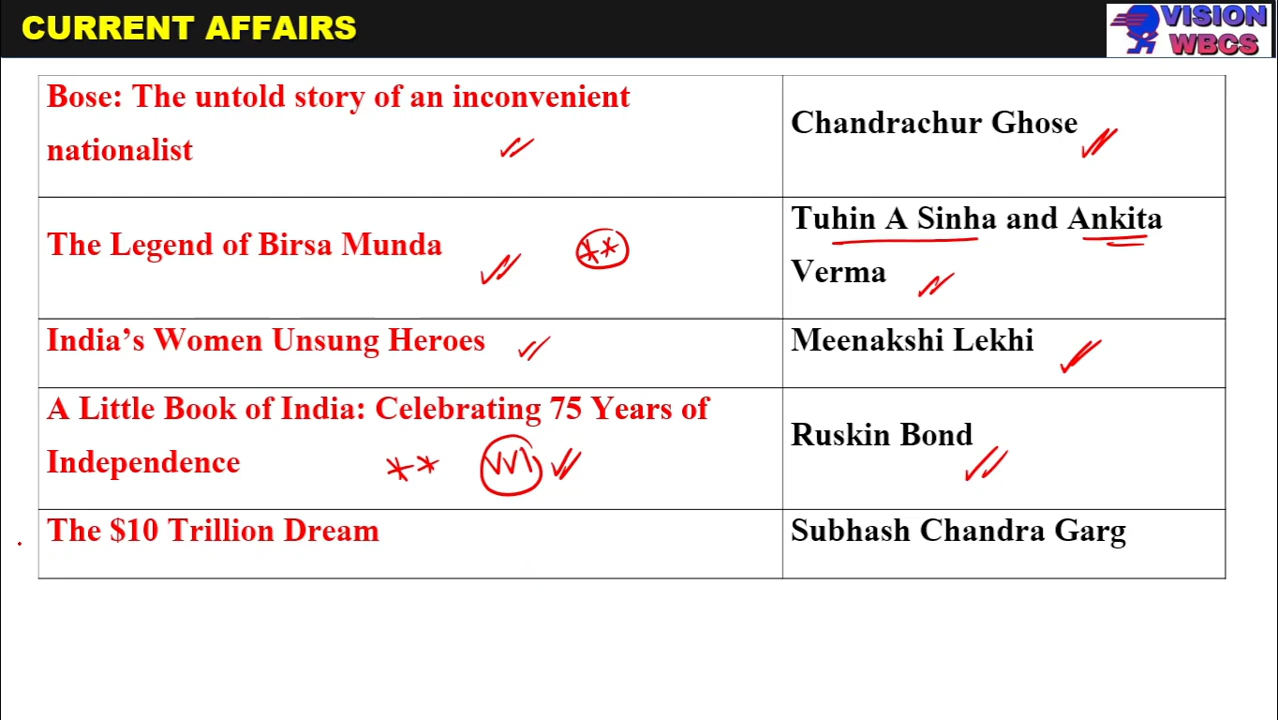 CURRENT AFFAIRS
VISION
WBCS
Bose: The untold story of an inconvenient
nationalist
Chandrachur Ghose
The Legend of Birsa Munda
Tuhin A Sinha and Ankita
Verma
India’s Women Unsung Heroes
Meenakshi Lekhi
A Little Book of India: Celebrating 75 Years of
Independence
Ruskin Bond
The $10 Trillion Dream
Subhash Chandra Garg